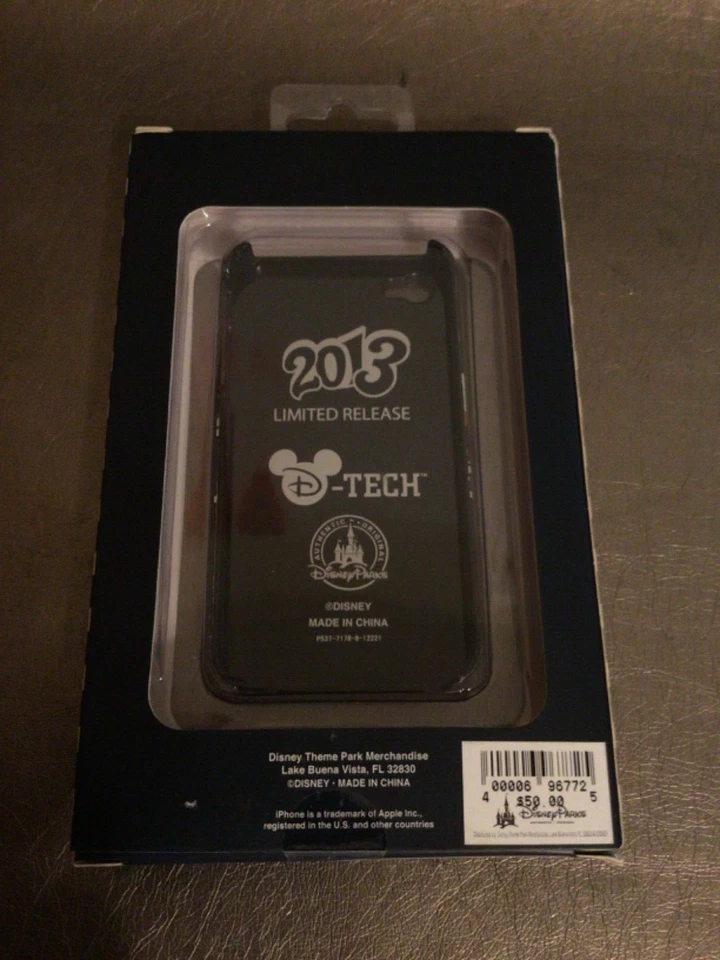 2013
LIMITED RELEASE
D-TECH™
AUTHENTIC ORIGINAL
Disney Parks
©DISNEY
MADE IN CHINA
Disney Theme Park Merchandise
Lake Buena Vista, FL 32830
©DISNEY · MADE IN CHINA
iPhone is a trademark of Apple Inc.,
registered in the U.S. and other countries
4 00006 96772 5
$50.00
Disney Parks